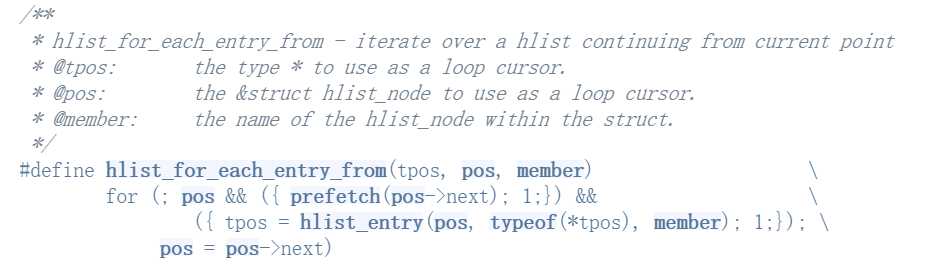 /**
 * hlist_for_each_entry_from - iterate over a hlist continuing from current point
 * @tpos:        the type * to use as a loop cursor.
 * @pos:         the &struct hlist_node to use as a loop cursor.
 * @member:      the name of the hlist_node within the struct.
 */
#define hlist_for_each_entry_from(tpos, pos, member)                    \
        for (; pos && ({ prefetch(pos->next); 1;}) &&                    \
                ({ tpos = hlist_entry(pos, typeof(*tpos), member); 1;}); \
             pos = pos->next)